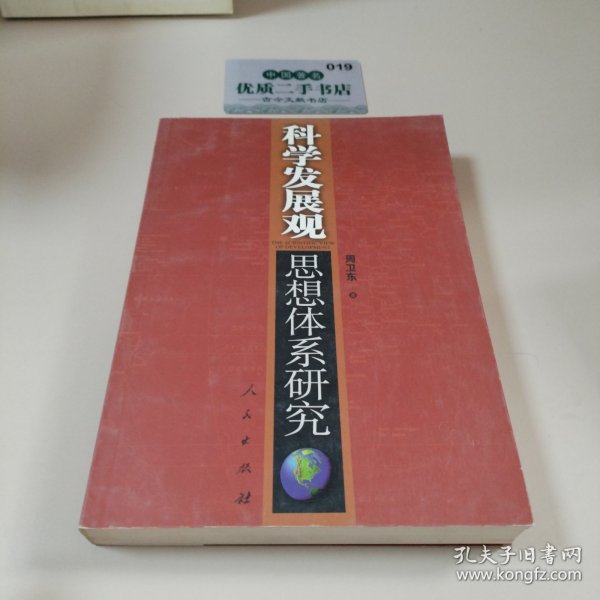 019
中国著名
优质二手书店
古今文献书店
科学发展观
THE SCIENTIFIC VIEW
OF DEVELOPMENT
思想体系研究
周卫东 著
人民出版社
孔夫子旧书网
www.kongfz.com